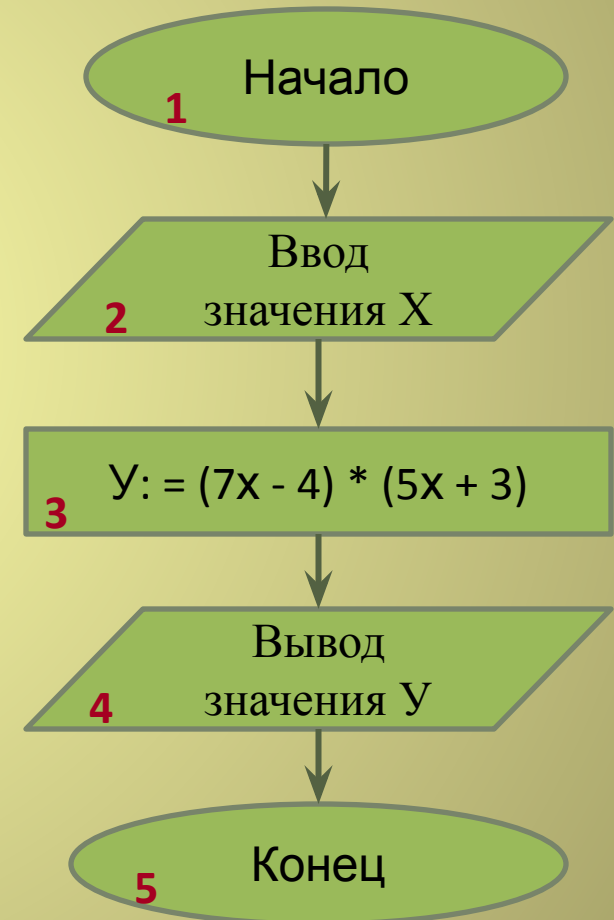 Начало
1
Ввод
значения X
2
У: = (7х - 4) * (5х + 3)
3
Вывод
значения У
4
Конец
5